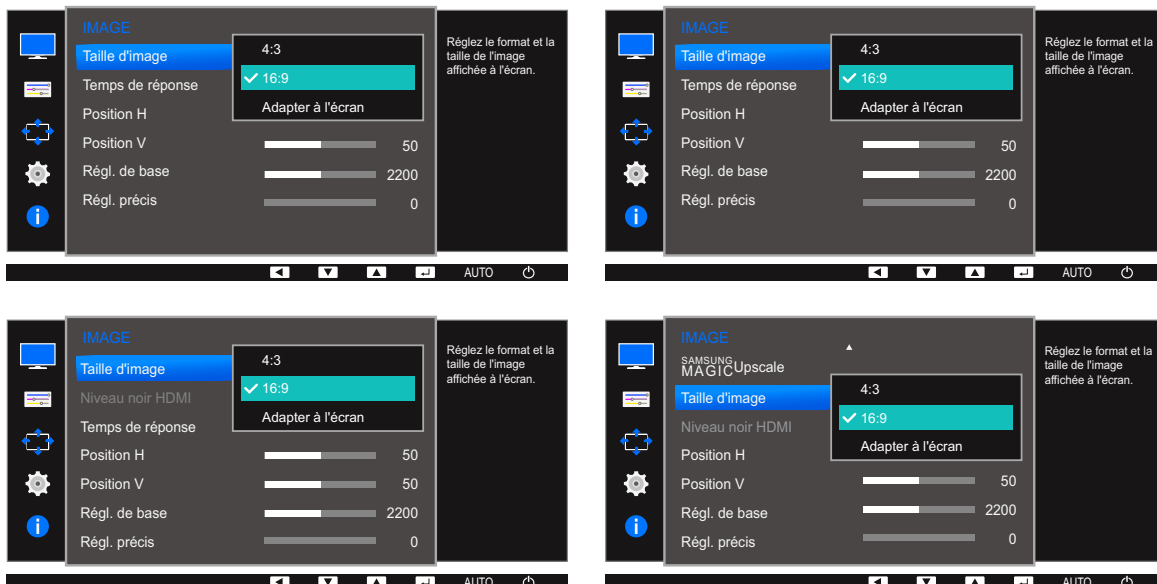 IMAGE
Taille d'image
Temps de réponse
Position H
Position V
50
Régl. de base
2200
Régl. précis
0
4:3
16:9
Adapter à l'écran
Réglez le format et la
taille de l'image
affichée à l'écran.
AUTO
IMAGE
Taille d'image
Temps de réponse
Position H
Position V
50
Régl. de base
2200
Régl. précis
0
4:3
16:9
Adapter à l'écran
Réglez le format et la
taille de l'image
affichée à l'écran.
AUTO
IMAGE
Taille d'image
Niveau noir HDMI
Temps de réponse
Position H
50
Position V
50
Régl. de base
2200
Régl. précis
0
4:3
16:9
Adapter à l'écran
Réglez le format et la
taille de l'image
affichée à l'écran.
AUTO
IMAGE
SAMSUNG
MAGICUpscale
Taille d'image
Niveau noir HDMI
Position H
Position V
50
Régl. de base
2200
Régl. précis
0
4:3
16:9
Adapter à l'écran
Réglez le format et la
taille de l'image
affichée à l'écran.
AUTO